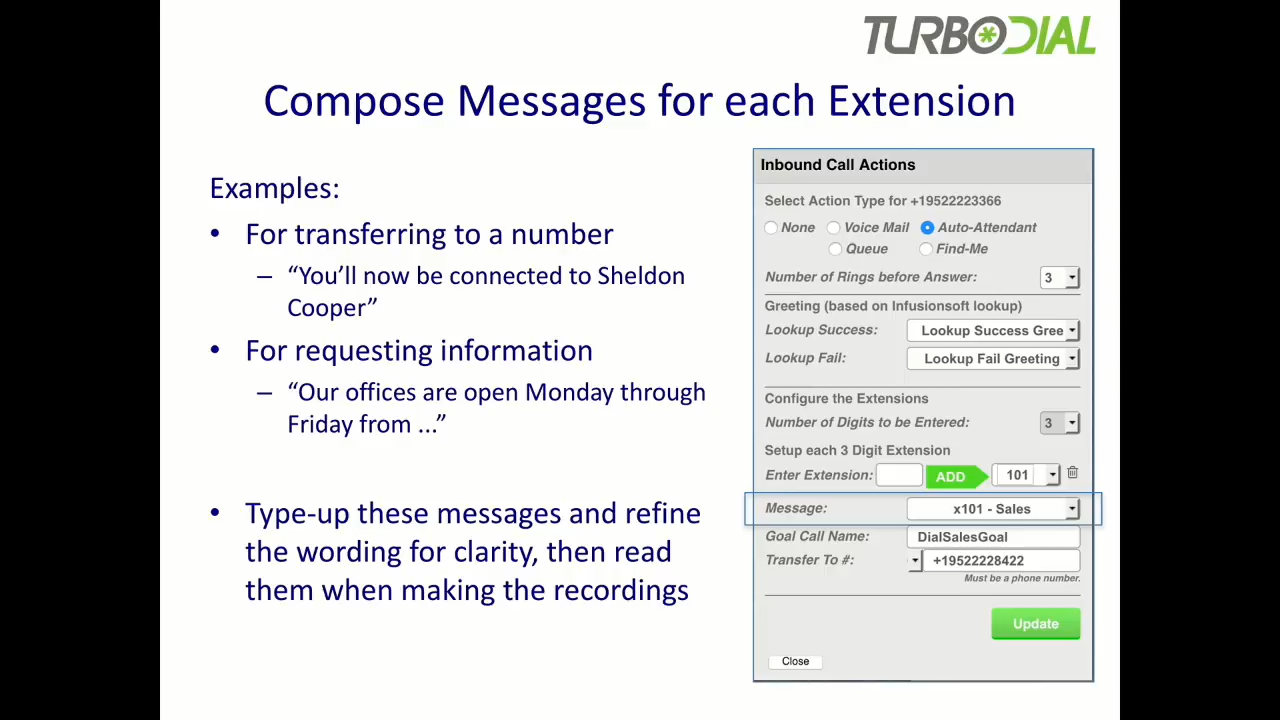 TURBODIAL
Compose Messages for each Extension
Examples:
• For transferring to a number
– “You’ll now be connected to Sheldon
Cooper”
• For requesting information
– “Our offices are open Monday through
Friday from ...”
• Type-up these messages and refine
the wording for clarity, then read
them when making the recordings
Inbound Call Actions
Select Action Type for +19522223366
None Voice Mail Auto-Attendant
Queue Find-Me
Number of Rings before Answer: 3
Greeting (based on Infusionsoft lookup)
Lookup Success: Lookup Success Gree
Lookup Fail: Lookup Fail Greeting
Configure the Extensions
Number of Digits to be Entered: 3
Setup each 3 Digit Extension
Enter Extension: ADD 101
Message: x101 - Sales
Goal Call Name: DialSalesGoal
Transfer To #: +19522228422
Must be a phone number.
Update
Close